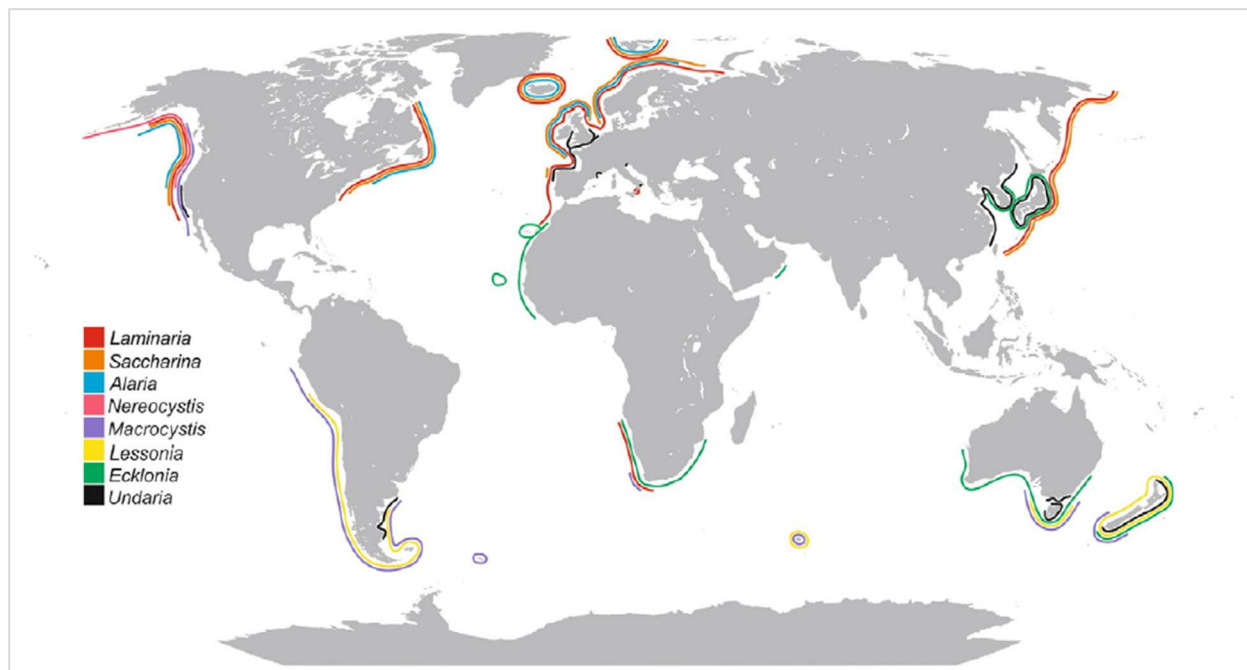 Laminaria
Saccharina
Alaria
Nereocystis
Macrocystis
Lessonia
Ecklonia
Undaria